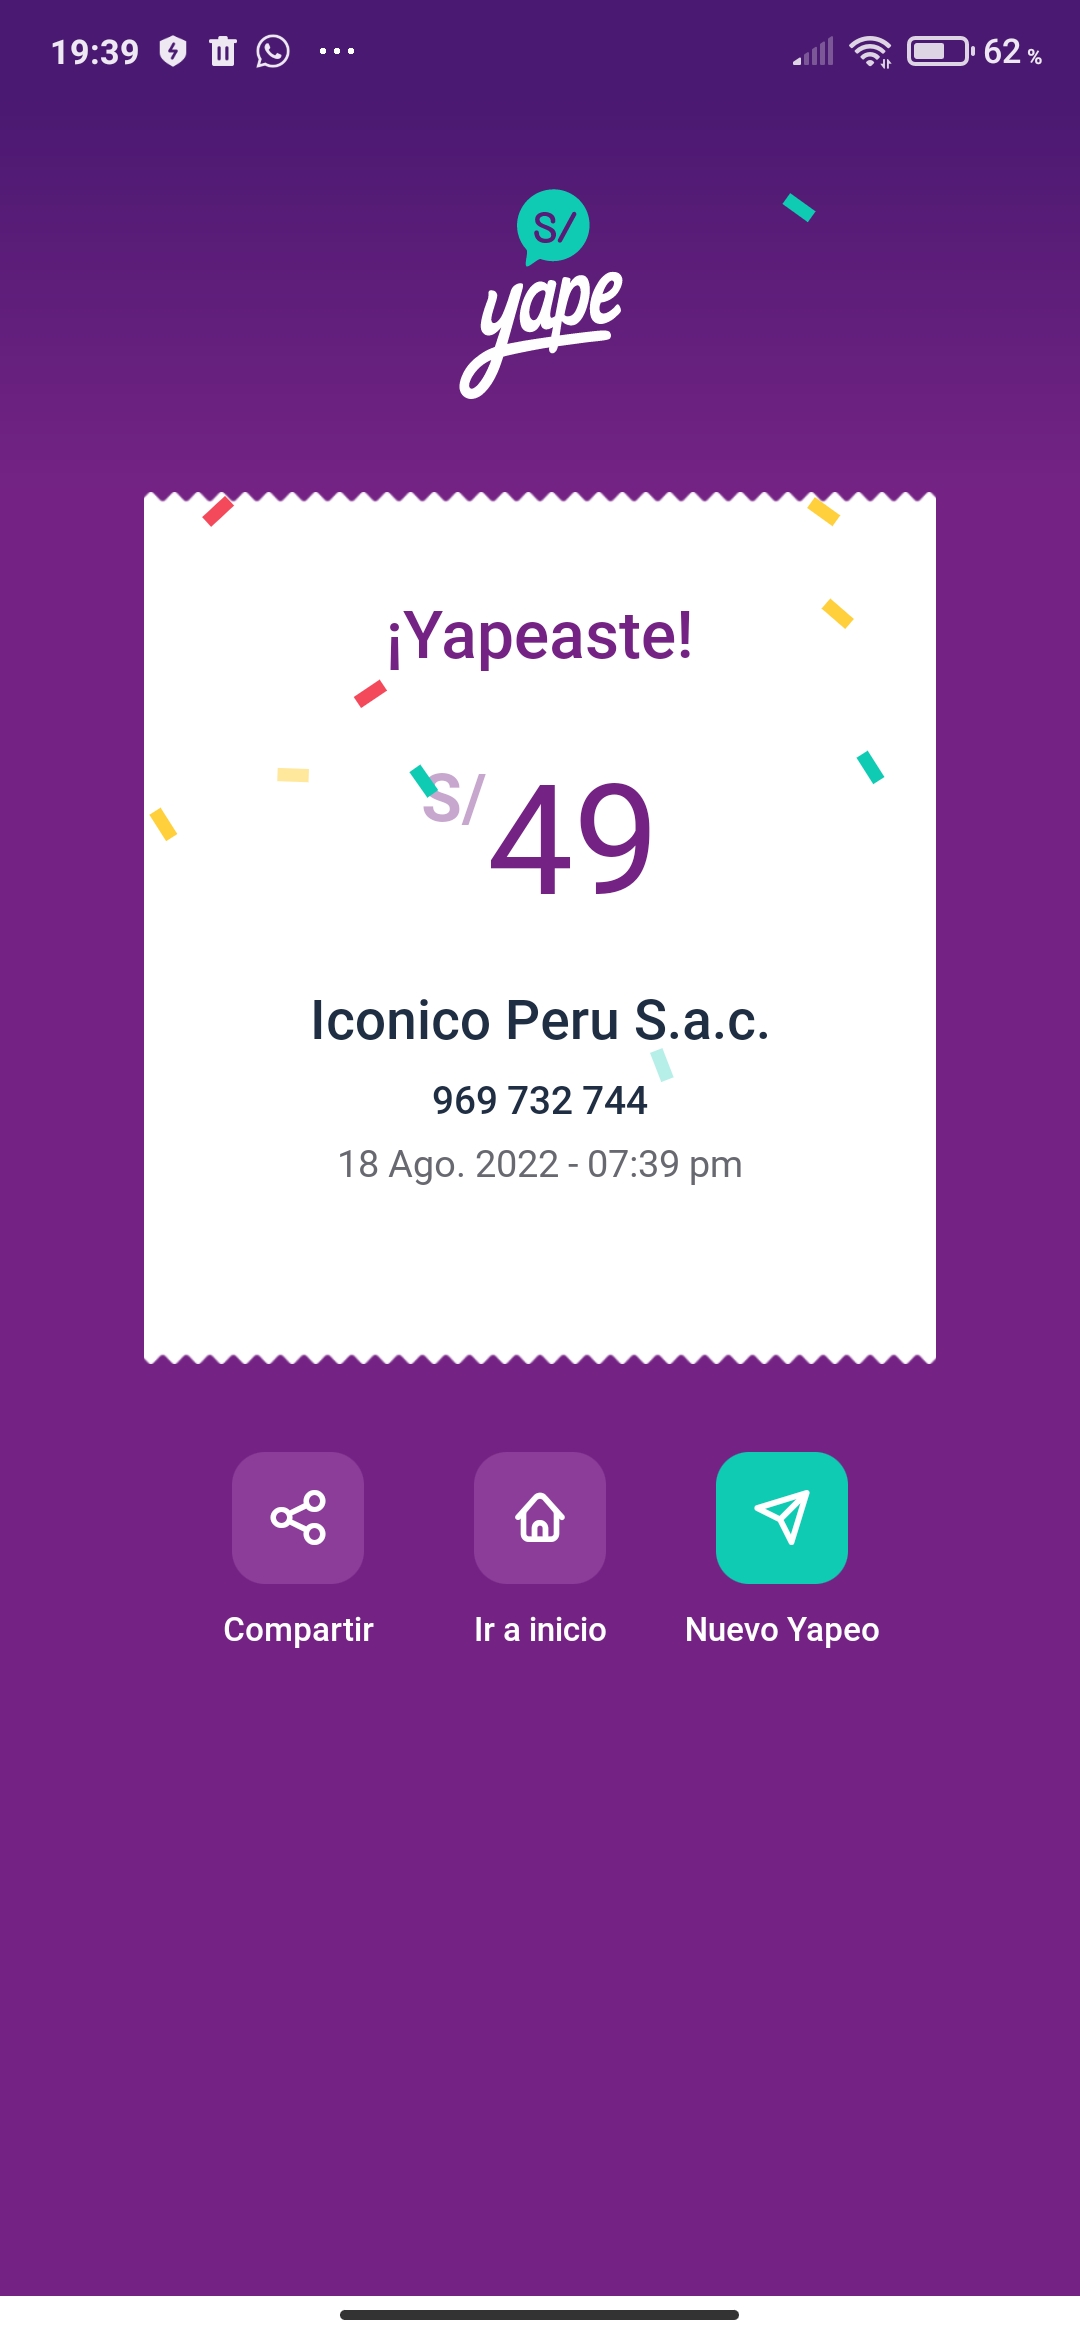 19:39
62 %
S/
yape
¡Yapeaste!
S/ 49
Iconico Peru S.a.c.
969 732 744
18 Ago. 2022 - 07:39 pm
Compartir Ir a inicio Nuevo Yapeo